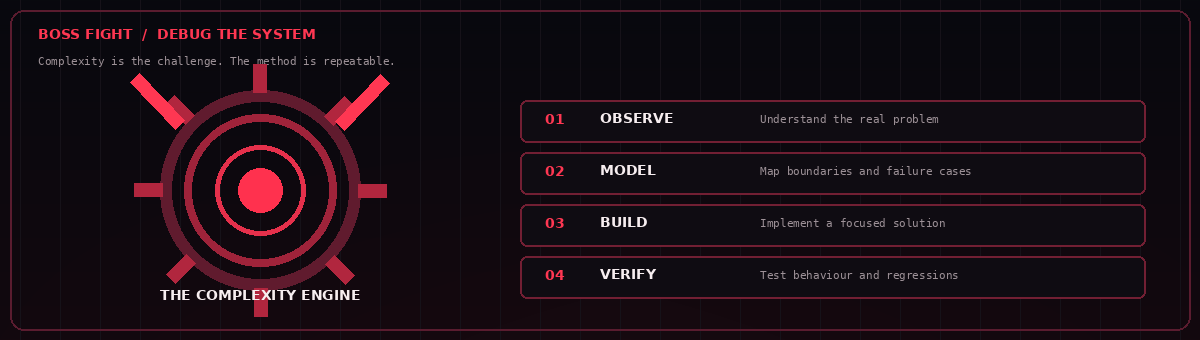 BOSS FIGHT / DEBUG THE SYSTEM
Complexity is the challenge. The method is repeatable.
THE COMPLEXITY ENGINE
01 OBSERVE Understand the real problem
02 MODEL Map boundaries and failure cases
03 BUILD Implement a focused solution
04 VERIFY Test behaviour and regressions